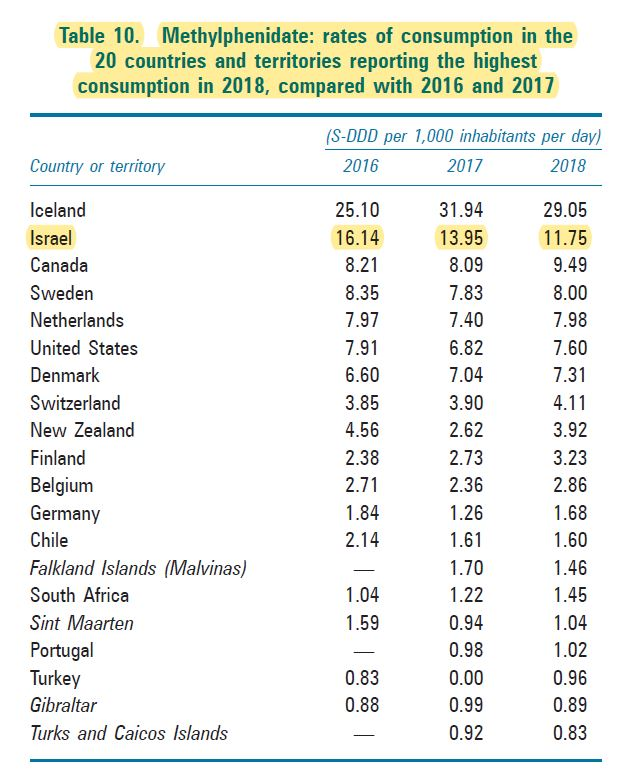 Table 10. Methylphenidate: rates of consumption in the
20 countries and territories reporting the highest
consumption in 2018, compared with 2016 and 2017
(S-DDD per 1,000 inhabitants per day)
Country or territory 2016 2017 2018
Iceland 25.10 31.94 29.05
Israel 16.14 13.95 11.75
Canada 8.21 8.09 9.49
Sweden 8.35 7.83 8.00
Netherlands 7.97 7.40 7.98
United States 7.91 6.82 7.60
Denmark 6.60 7.04 7.31
Switzerland 3.85 3.90 4.11
New Zealand 4.56 2.62 3.92
Finland 2.38 2.73 3.23
Belgium 2.71 2.36 2.86
Germany 1.84 1.26 1.68
Chile 2.14 1.61 1.60
Falkland Islands (Malvinas) — 1.70 1.46
South Africa 1.04 1.22 1.45
Sint Maarten 1.59 0.94 1.04
Portugal — 0.98 1.02
Turkey 0.83 0.00 0.96
Gibraltar 0.88 0.99 0.89
Turks and Caicos Islands — 0.92 0.83